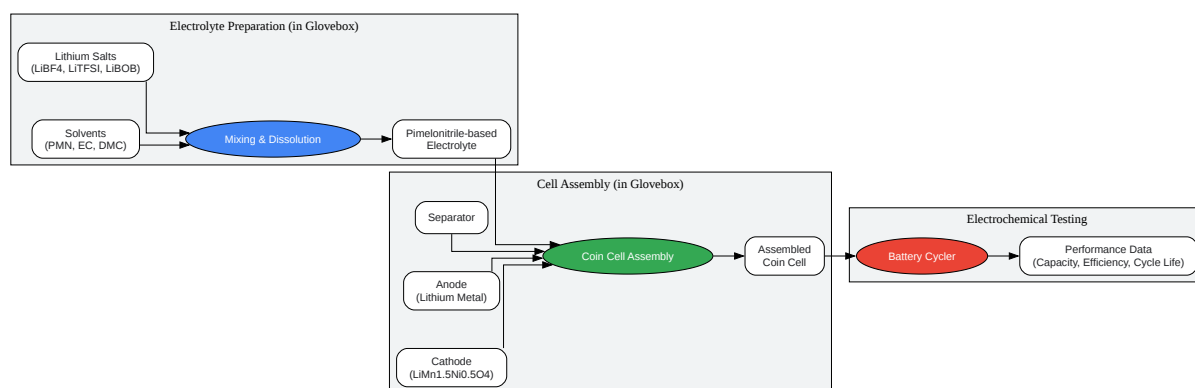 Electrolyte Preparation (in Glovebox)
Lithium Salts
(LiBF4, LiTFSI, LiBOB)
Solvents
(PMN, EC, DMC)
Mixing & Dissolution
Pimelonitrile-based
Electrolyte
Cell Assembly (in Glovebox)
Separator
Anode
(Lithium Metal)
Cathode
(LiMn1.5Ni0.5O4)
Coin Cell Assembly
Assembled
Coin Cell
Electrochemical Testing
Battery Cycler
Performance Data
(Capacity, Efficiency, Cycle Life)